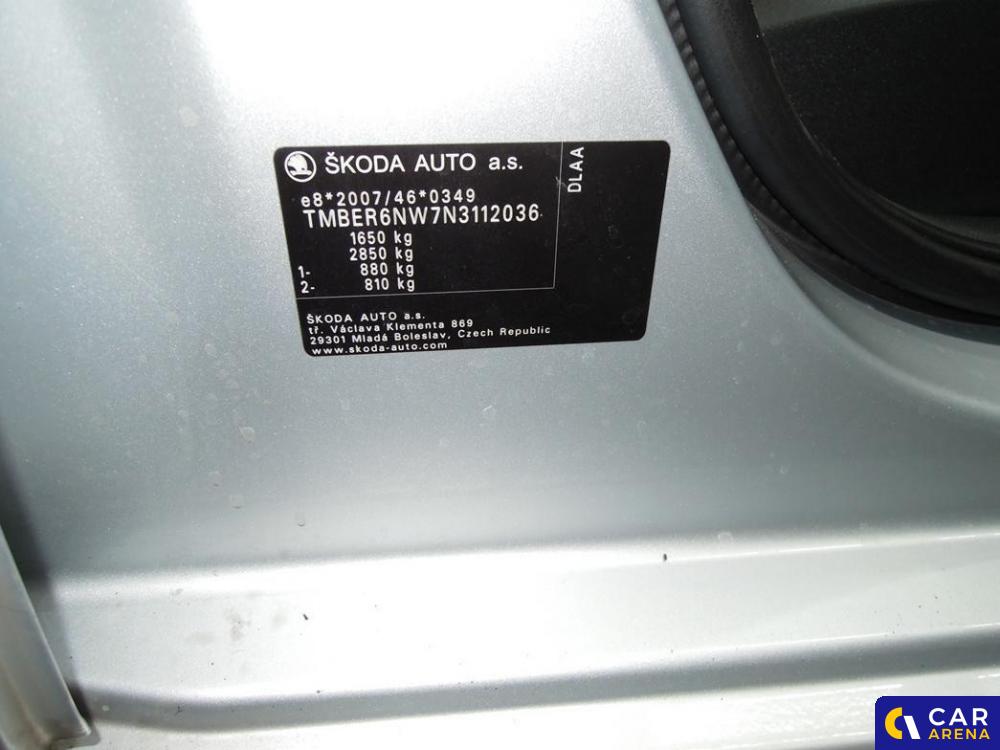 ŠKODA AUTO a.s.
DLAA
e8*2007/46*0349
TMBER6NW7N3112036
1650 kg
2850 kg
1- 880 kg
2- 810 kg
ŠKODA AUTO a.s.
tř. Václava Klementa 869
29301 Mladá Boleslav, Czech Republic
www.skoda-auto.com
CAR
ARENA